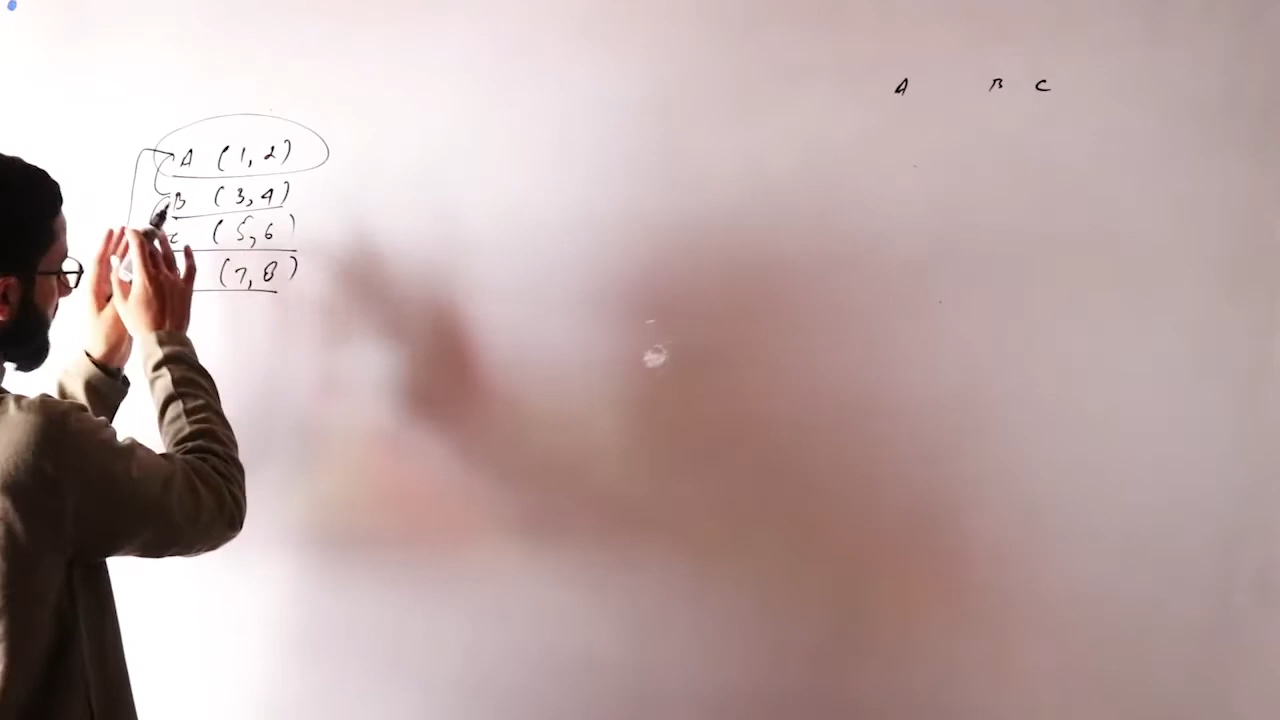 A B C
A (1, 2)
B (3, 4)
C (5, 6)
(7, 8)